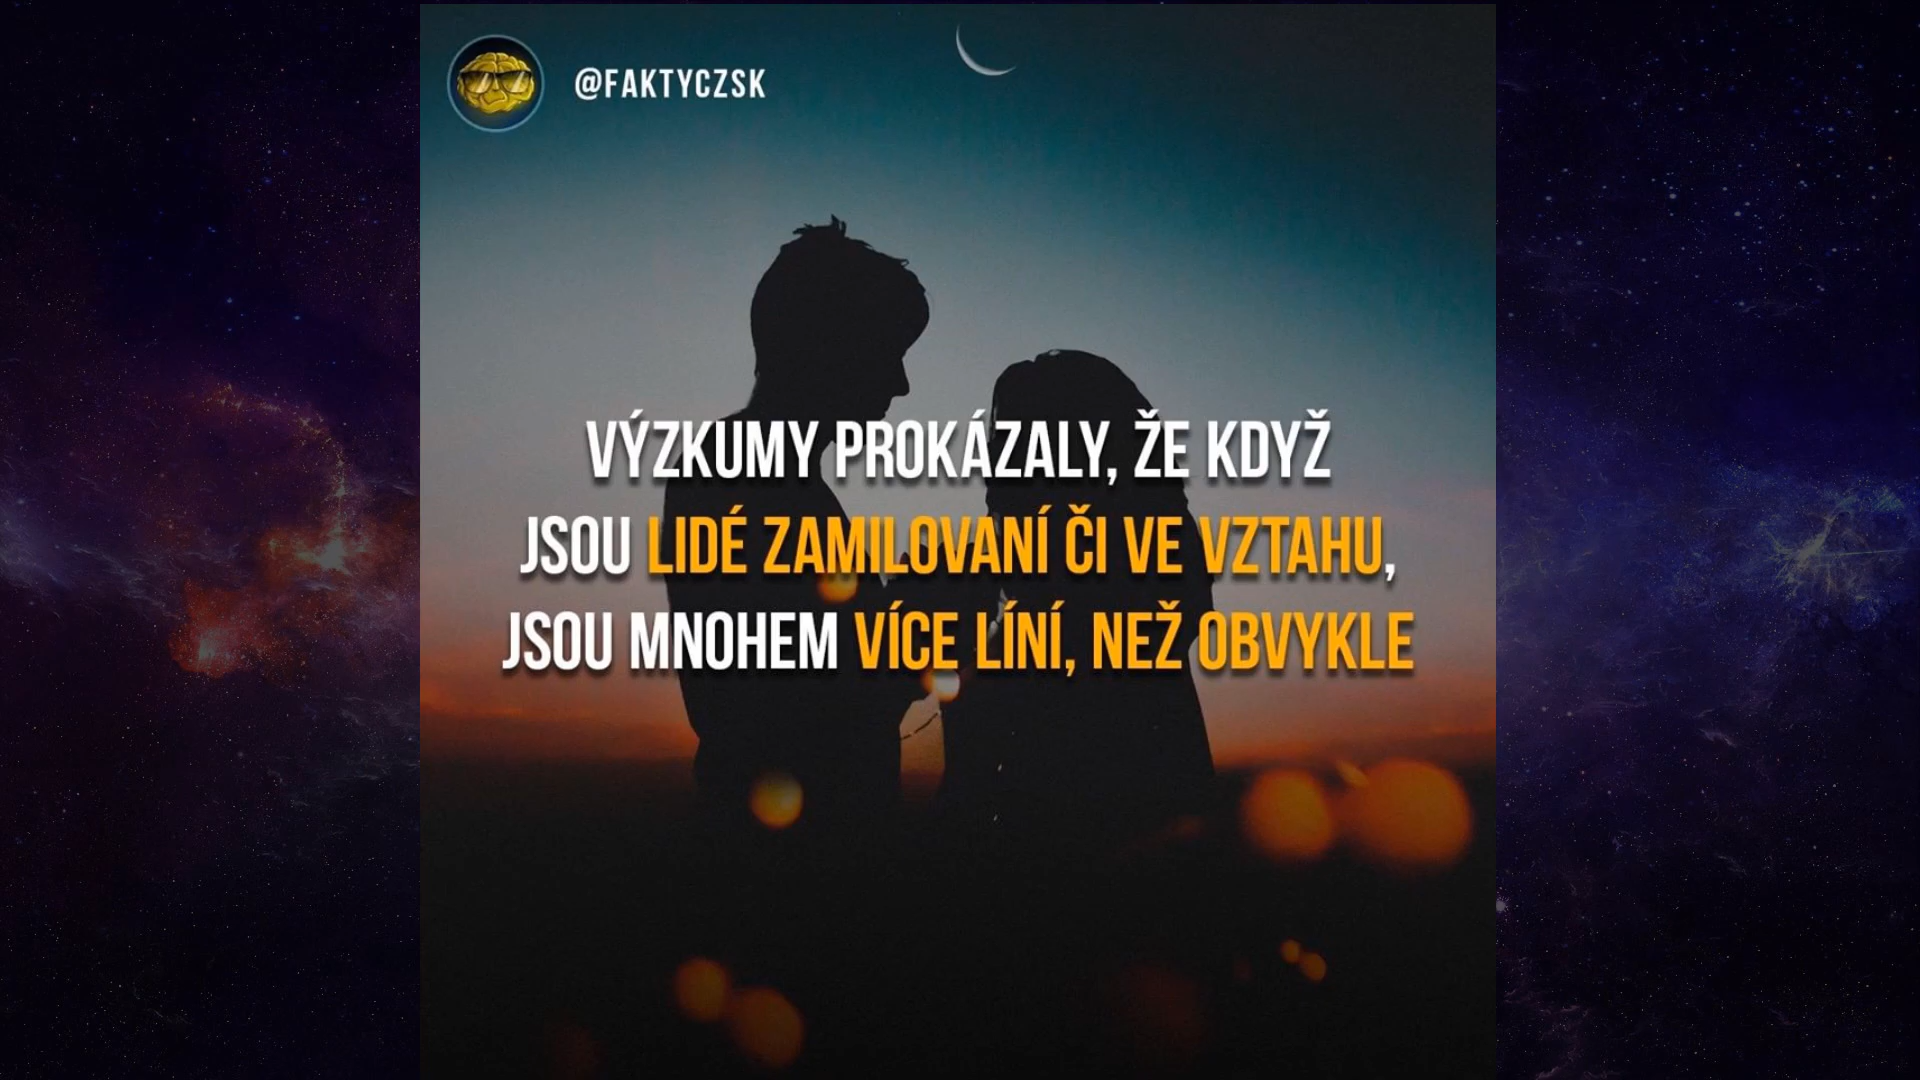 @FAKTYCZSK
VÝZKUMY PROKÁZALY, ŽE KDYŽ
JSOU LIDÉ ZAMILOVANÍ ČI VE VZTAHU,
JSOU MNOHEM VÍCE LÍNÍ, NEŽ OBVYKLE